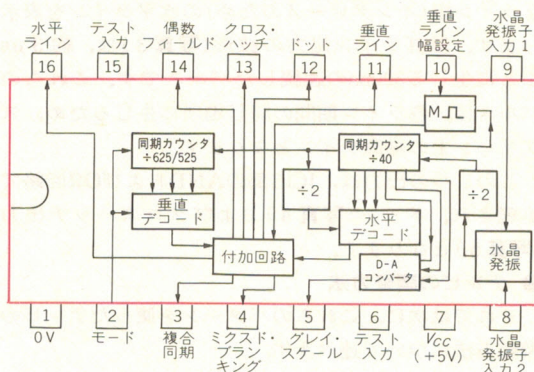 水平
ライン
テスト
入力
偶数
フィールド
クロス・
ハッチ
ドット
垂直
ライン
垂直
ライン
幅設定
水晶
発振子
入力1
16
15
14
13
12
11
10
9
M
同期カウンタ
÷625/525
同期カウンタ
÷40
÷2
÷2
垂直
デコード
水平
デコード
付加回路
D-A
コンバータ
水晶
発振
1
2
3
4
5
6
7
8
0V
モード
複合
同期
ミクスド・
ブラン
キング
グレイ・
スケール
テスト
入力
VCC
(+5V)
水晶
発振子
入力2